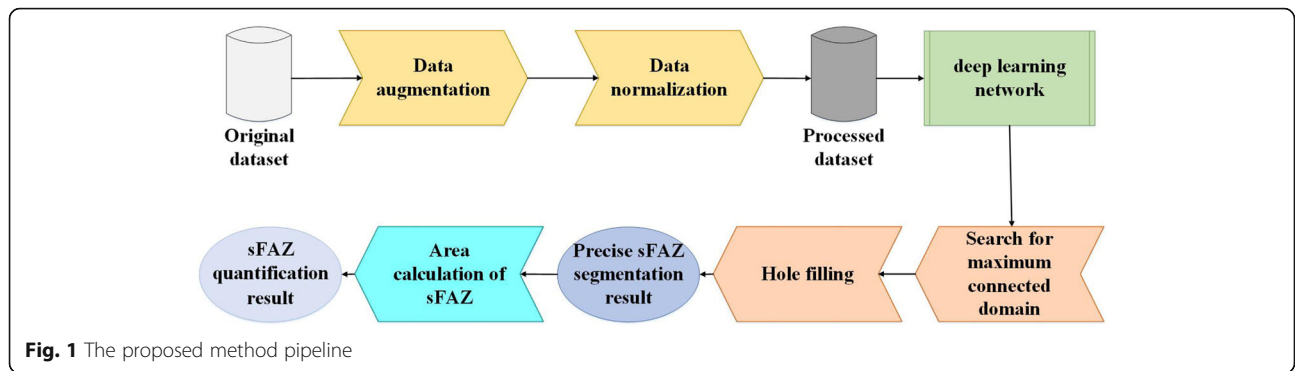 Original
dataset
Data
augmentation
Data
normalization
Processed
dataset
deep learning
network
Search for
maximum
connected
domain
Hole filling
Precise sFAZ
segmentation
result
Area
calculation of
sFAZ
sFAZ
quantification
result
Fig. 1 The proposed method pipeline